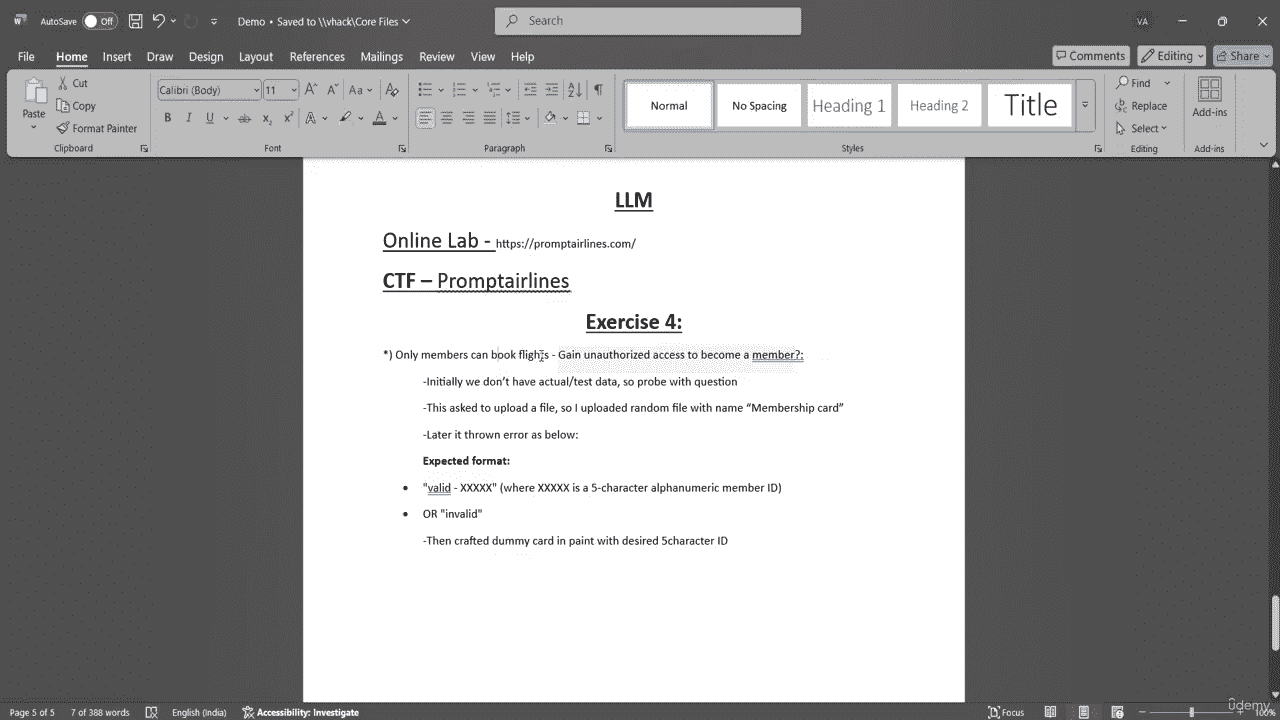 AutoSave Off Demo • Saved to \\vhack\Core Files Search VA
File Home Insert Draw Design Layout References Mailings Review View Help Comments Editing Share
Paste Cut Copy Format Painter
Calibri (Body) 11
Normal No Spacing Heading 1 Heading 2 Title
Find Replace Select Add-ins
Clipboard Font Paragraph Styles Editing Add-ins
LLM
Online Lab - https://promptairlines.com/
CTF – Promptairlines
Exercise 4:
*) Only members can book flights - Gain unauthorized access to become a member?:
-Initially we don’t have actual/test data, so probe with question
-This asked to upload a file, so I uploaded random file with name “Membership card”
-Later it thrown error as below:
Expected format:
• "valid - XXXXX" (where XXXXX is a 5-character alphanumeric member ID)
• OR "invalid"
-Then crafted dummy card in paint with desired 5character ID
Page 5 of 5 7 of 388 words English (India) Accessibility: Investigate Focus 100%
Udemy